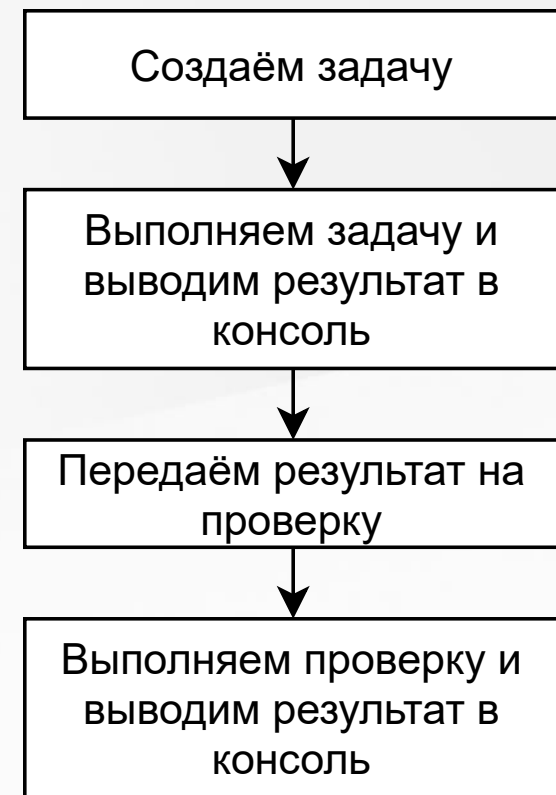 Создаём задачу
Выполняем задачу и
выводим результат в
консоль
Передаём результат на
проверку
Выполняем проверку и
выводим результат в
консоль